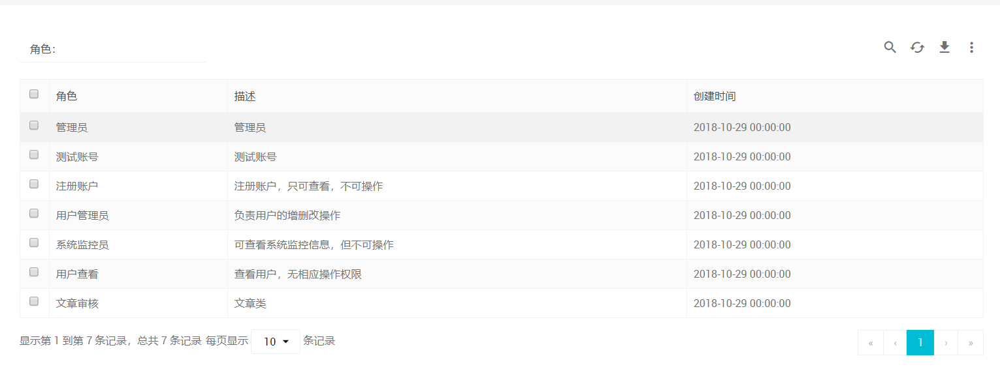 角色：
角色 描述 创建时间
管理员 管理员 2018-10-29 00:00:00
测试账号 测试账号 2018-10-29 00:00:00
注册账户 注册账户，只可查看，不可操作 2018-10-29 00:00:00
用户管理员 负责用户的增删改操作 2018-10-29 00:00:00
系统监控员 可查看系统监控信息，但不可操作 2018-10-29 00:00:00
用户查看 查看用户，无相应操作权限 2018-10-29 00:00:00
文章审核 文章类 2018-10-29 00:00:00
显示第 1 到第 7 条记录，总共 7 条记录 每页显示 10 条记录 « ‹ 1 › »